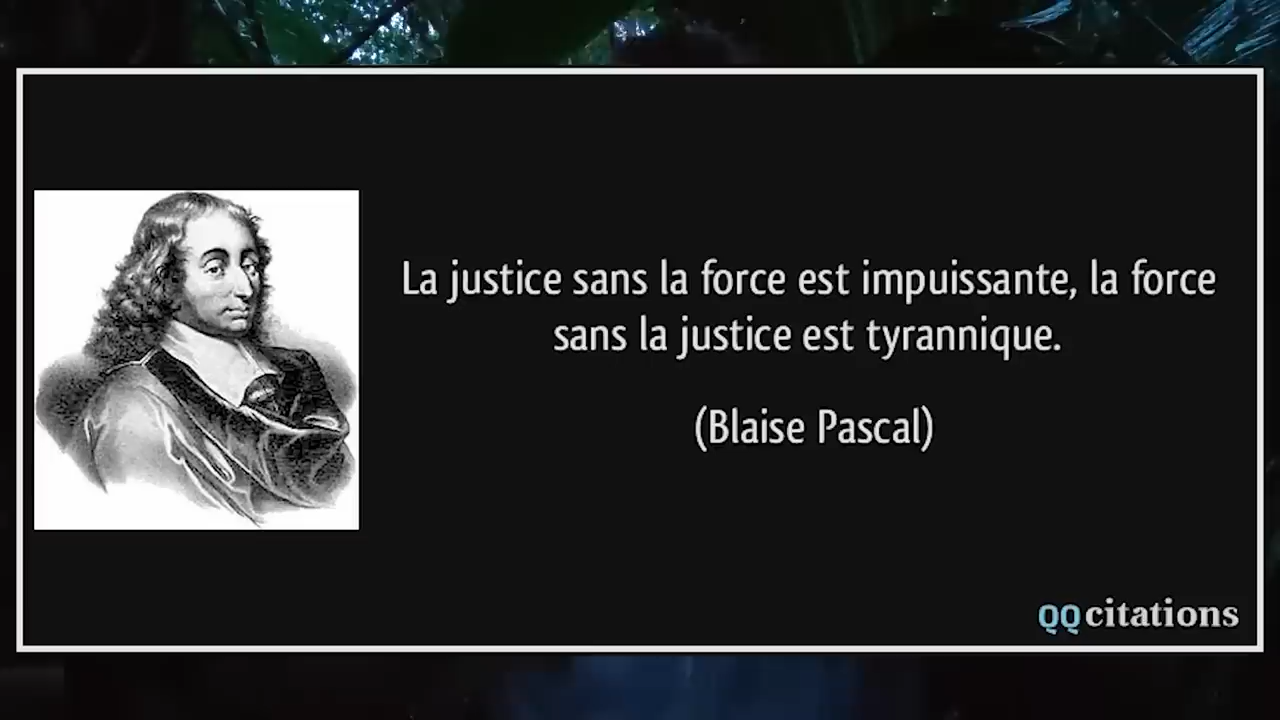 La justice sans la force est impuissante, la force
sans la justice est tyrannique.
(Blaise Pascal)
QQcitations